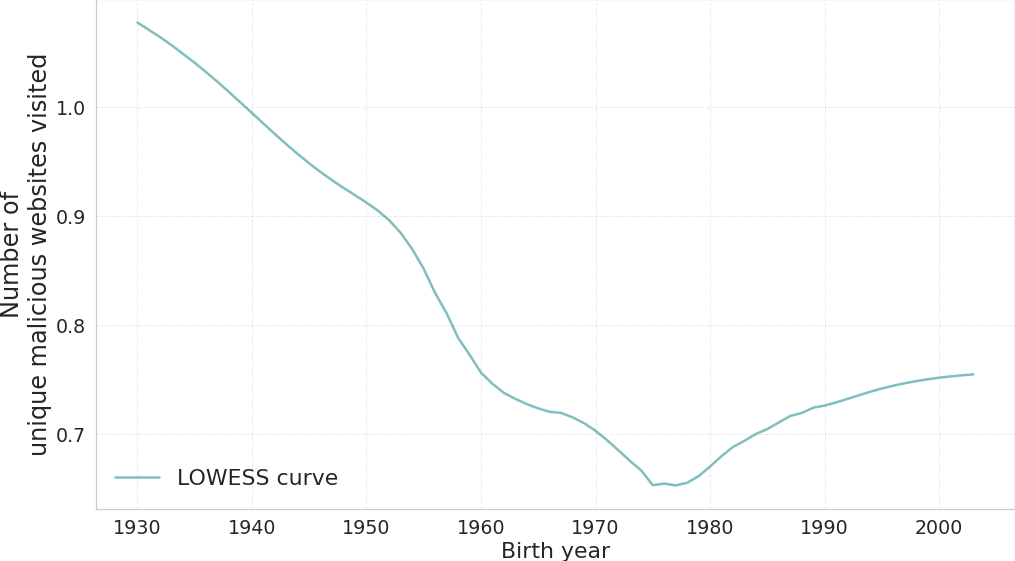 Number of
unique malicious websites visited
1.0
0.9
0.8
0.7
LOWESS curve
1930 1940 1950 1960 1970 1980 1990 2000
Birth year